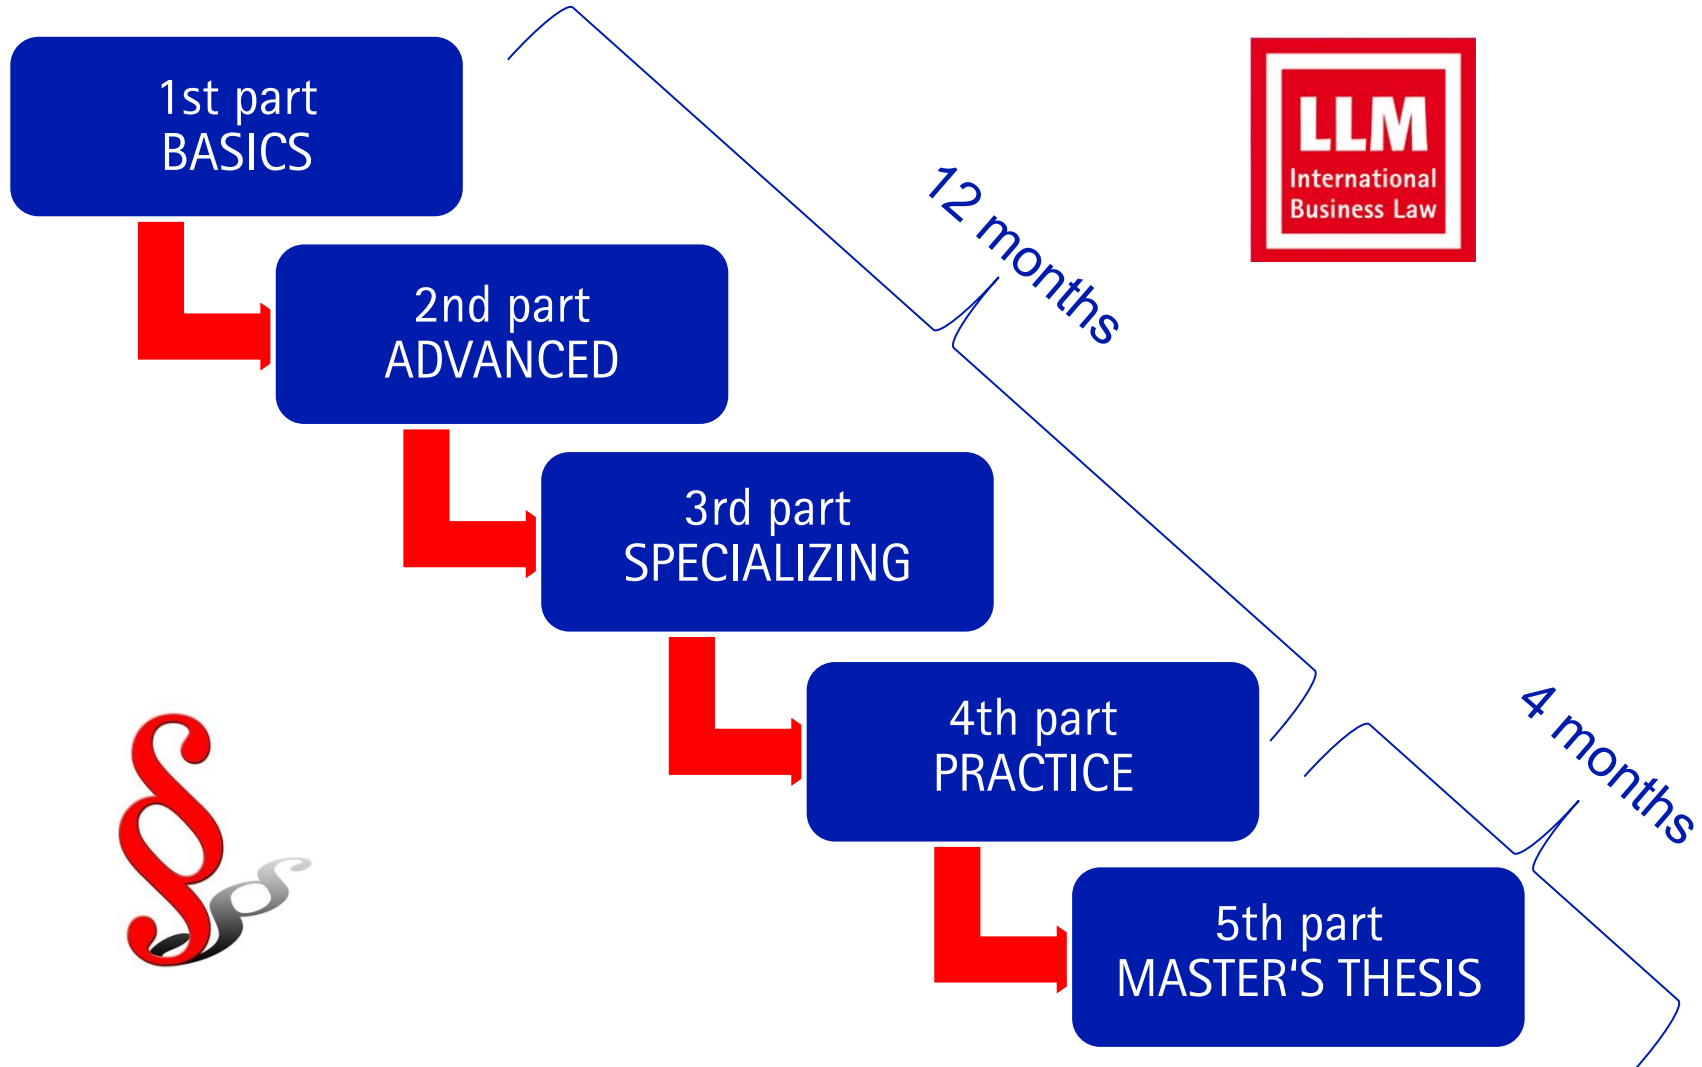 1st part
BASICS
12 months
LLM
International
Business Law
2nd part
ADVANCED
3rd part
SPECIALIZING
4th part
PRACTICE
4 months
5th part
MASTER‘S THESIS
§